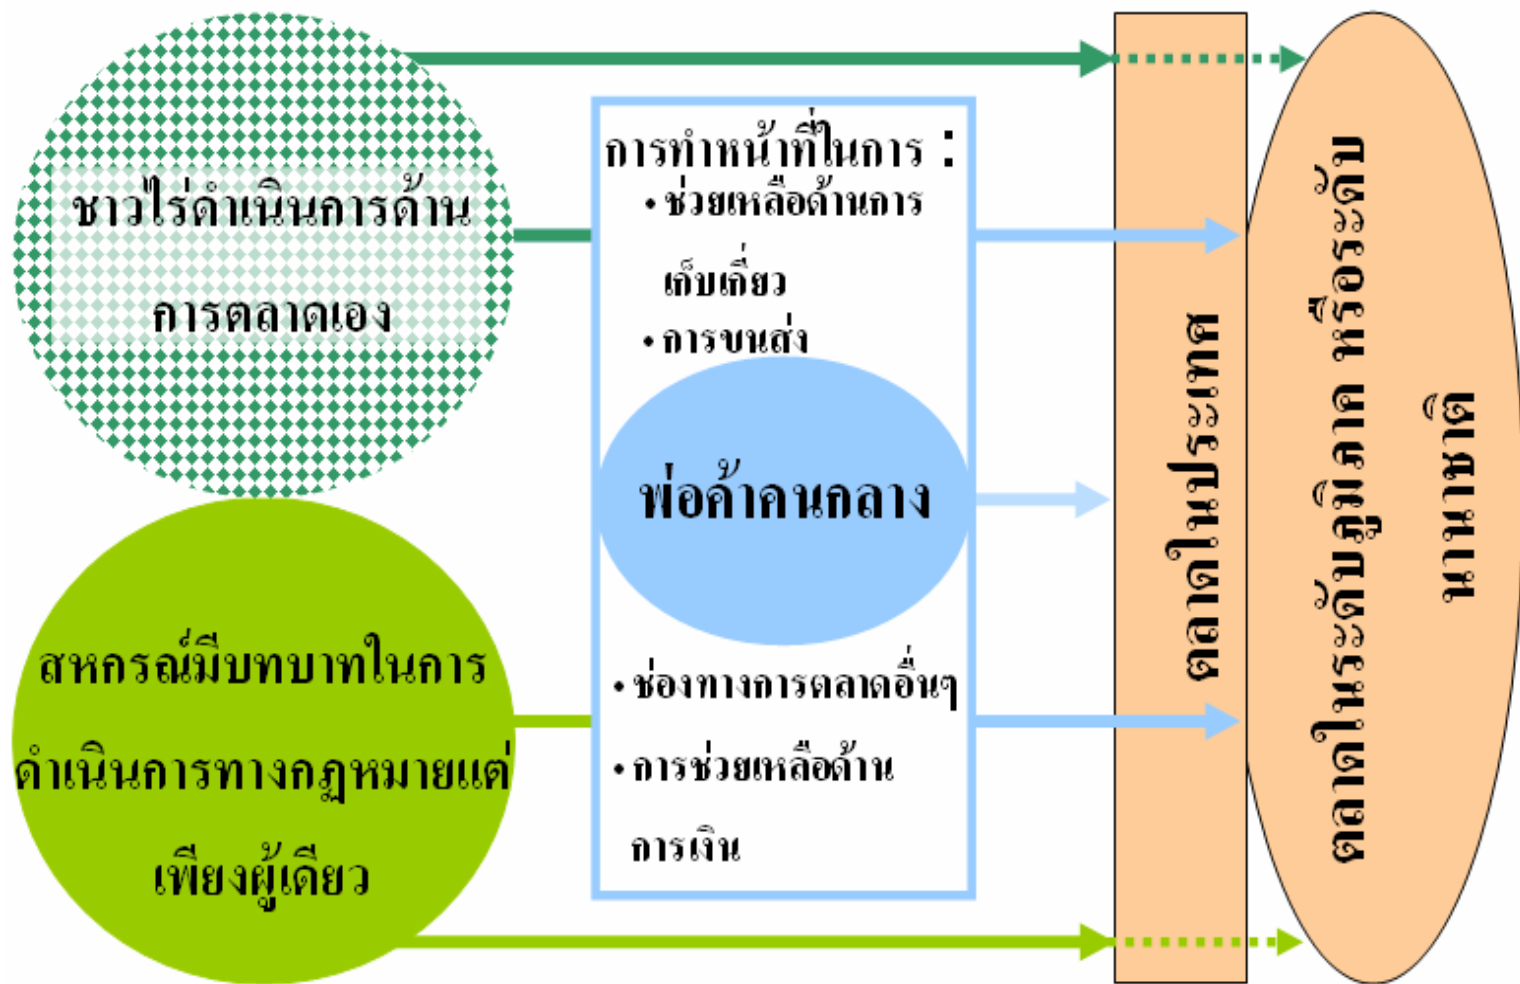 ชาวไร่ดำเนินการด้าน
การตลาดเอง
สหกรณ์มีบทบาทในการ
ดำเนินการทางกฎหมายแต่
เพียงผู้เดียว
การทำหน้าที่ในการ :
• ช่วยเหลือด้านการ
เก็บเกี่ยว
• การขนส่ง
พ่อค้าคนกลาง
• ช่องทางการตลาดอื่นๆ
• การช่วยเหลือด้าน
การเงิน
ตลาดในประเทศ
ตลาดในระดับภูมิภาค หรือระดับ
นานาชาติ